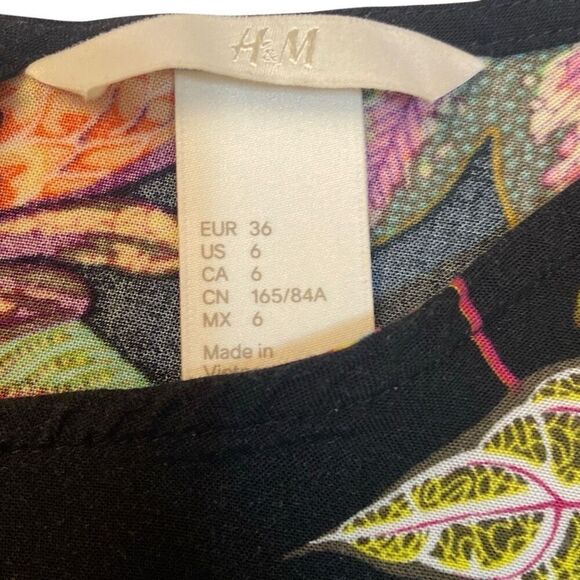 H&M
EUR 36
US 6
CA 6
CN 165/84A
MX 6
Made in